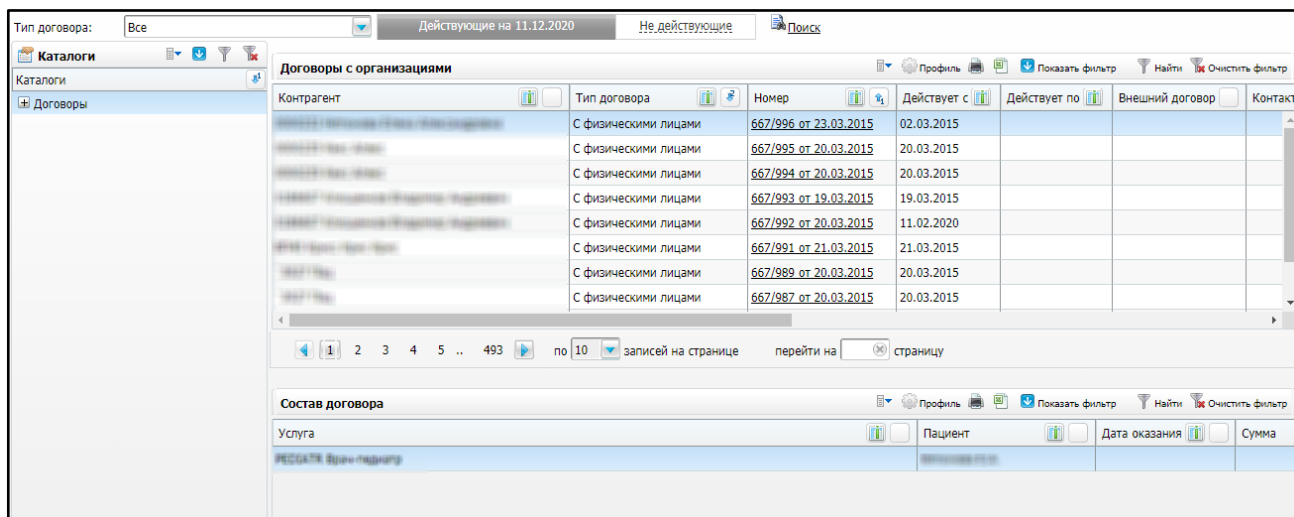 Тип договора: Все Действующие на 11.12.2020 Не действующие Поиск
Каталоги
Каталоги
Договоры
Договоры с организациями Профиль Показать фильтр Найти Очистить фильтр
Контрагент Тип договора Номер Действует с Действует по Внешний договор Контакт
С физическими лицами 667/996 от 23.03.2015 02.03.2015
С физическими лицами 667/995 от 20.03.2015 20.03.2015
С физическими лицами 667/994 от 20.03.2015 20.03.2015
С физическими лицами 667/993 от 19.03.2015 19.03.2015
С физическими лицами 667/992 от 20.03.2015 11.02.2020
С физическими лицами 667/991 от 21.03.2015 21.03.2015
С физическими лицами 667/989 от 20.03.2015 20.03.2015
С физическими лицами 667/987 от 20.03.2015 20.03.2015
1 2 3 4 5 .. 493 по 10 записей на странице перейти на страницу
Состав договора Профиль Показать фильтр Найти Очистить фильтр
Услуга Пациент Дата оказания Сумма